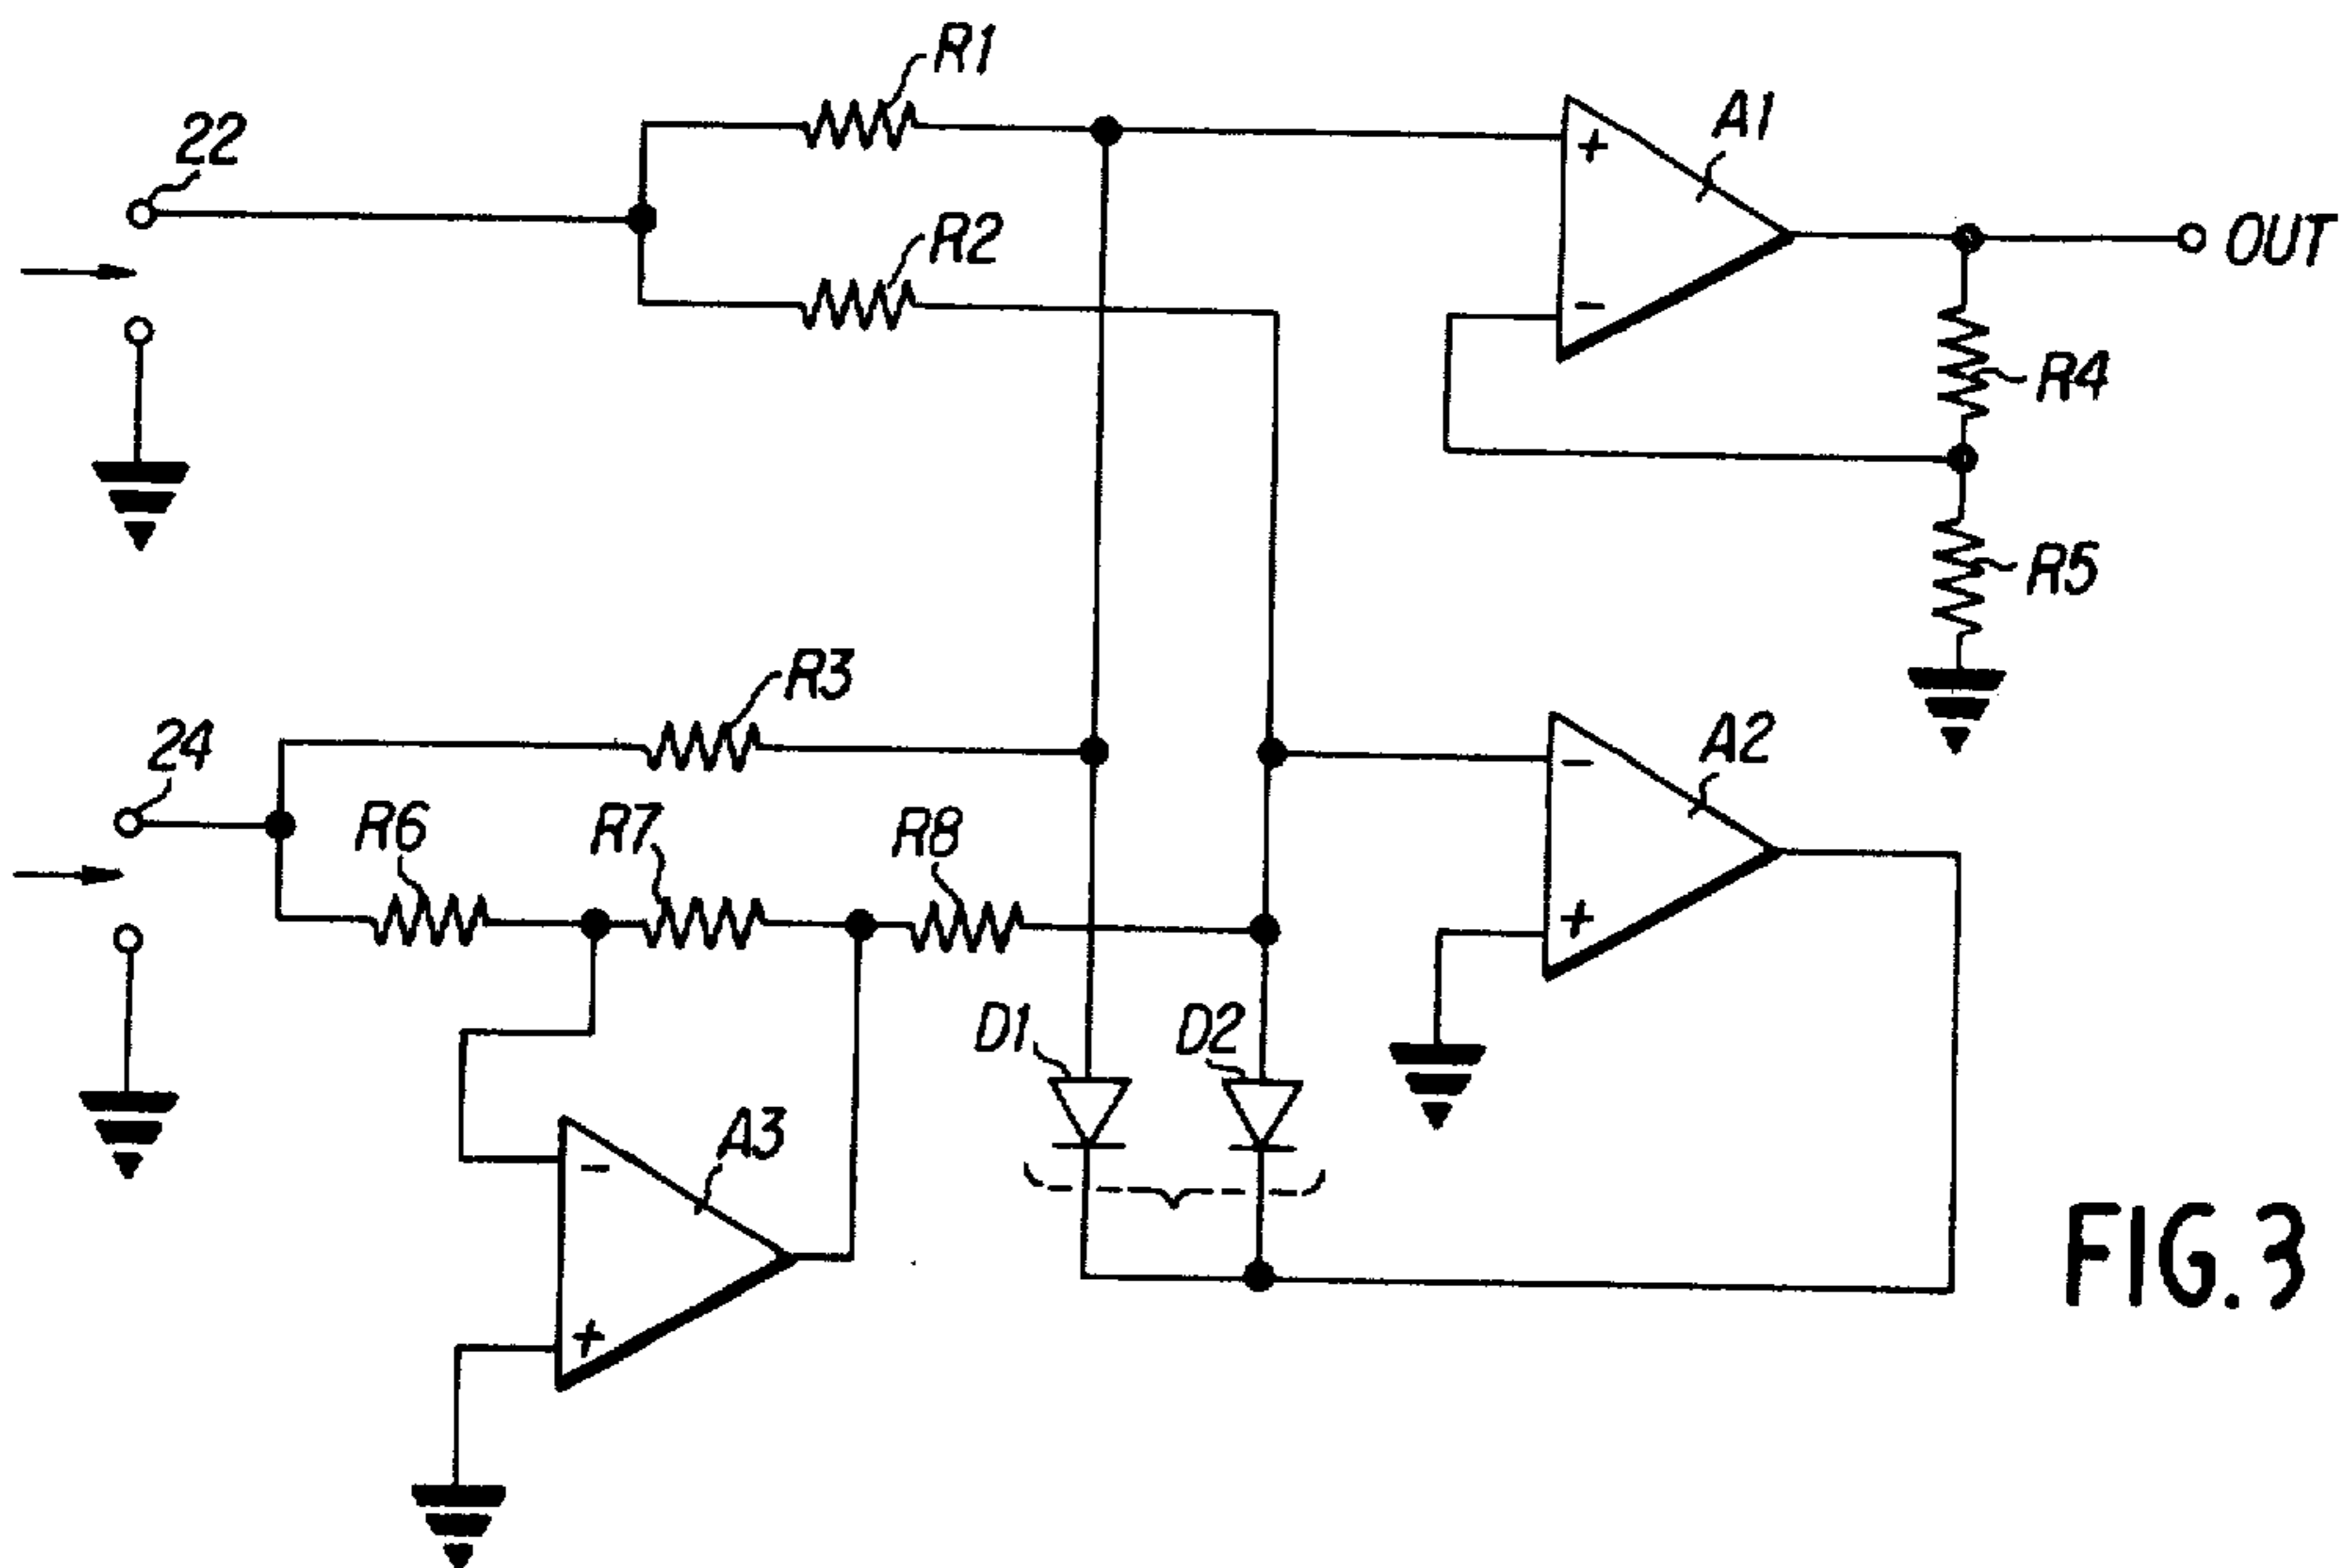 R1
22
A1
+
R2
OUT
-
R4
R5
R3
24
A2
-
R6
R7
R8
+
D1
D2
A3
-
+
FIG.3